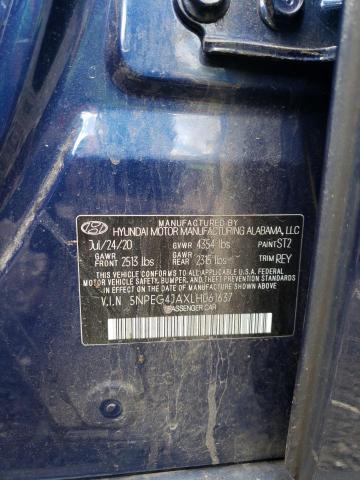 MANUFACTURED BY
HYUNDAI MOTOR MANUFACTURING ALABAMA, LLC
Jul/24/20 GVWR 4354 lbs PAINT ST2
GAWR FRONT 2513 lbs GAWR REAR 2315 lbs TRIM REY
THIS VEHICLE CONFORMS TO ALL APPLICABLE U.S.A. FEDERAL
MOTOR VEHICLE SAFETY, BUMPER, AND THEFT PREVENTION
STANDARDS IN EFFECT ON THE DATE OF MANUFACTURE SHOWN ABOVE.
V.I.N 5NPEG4JAXLH061637
PASSENGER CAR